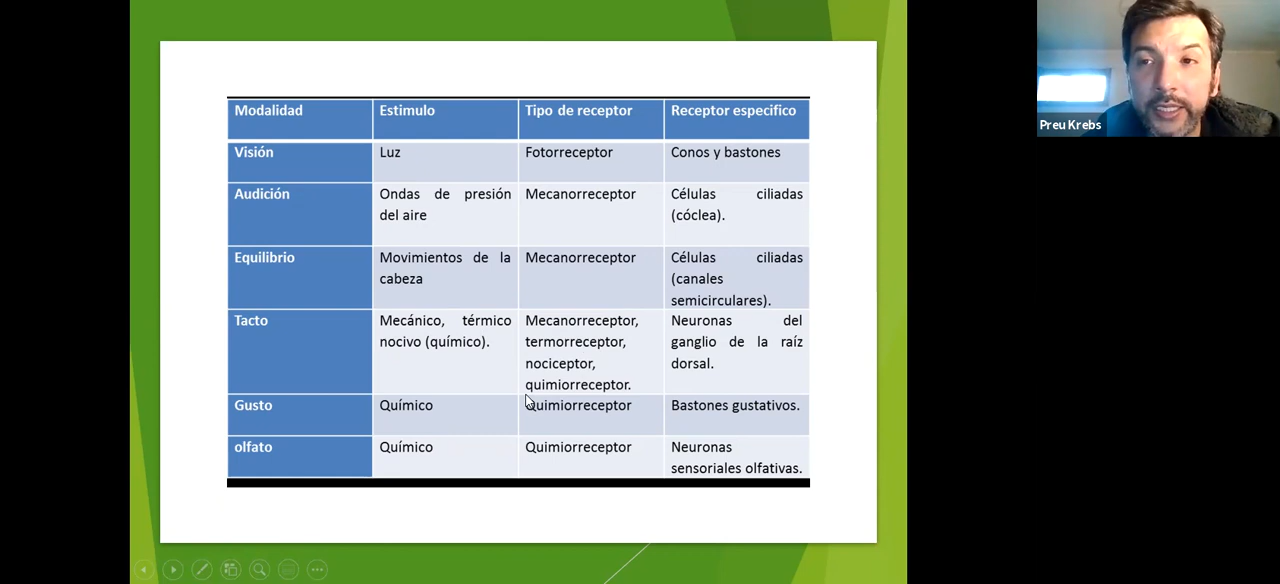 Modalidad Estimulo Tipo de receptor Receptor especifico
Visión Luz Fotorreceptor Conos y bastones
Audición Ondas de presión del aire Mecanorreceptor Células ciliadas (cóclea).
Equilibrio Movimientos de la cabeza Mecanorreceptor Células ciliadas (canales semicirculares).
Tacto Mecánico, térmico nocivo (químico). Mecanorreceptor, termorreceptor, nociceptor, quimiorreceptor. Neuronas del ganglio de la raíz dorsal.
Gusto Químico Quimiorreceptor Bastones gustativos.
olfato Químico Quimiorreceptor Neuronas sensoriales olfativas.
Preu Krebs